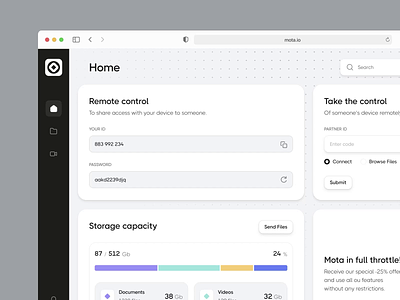 mota.io
Home
Search
Remote control
To share access with your device to someone
YOUR ID
883 992 234
PASSWORD
aakd2239djq
Take the control
Of someone's device remotely
PARTNER ID
Enter code
Connect
Browse Files
Submit
Storage capacity
Send Files
87 / 512 Gb
24 %
Documents
38 Gb
Videos
32 Gb
Mota in full throttle!
Receive our special -25% offer
and use all ou features
without any restrictions.